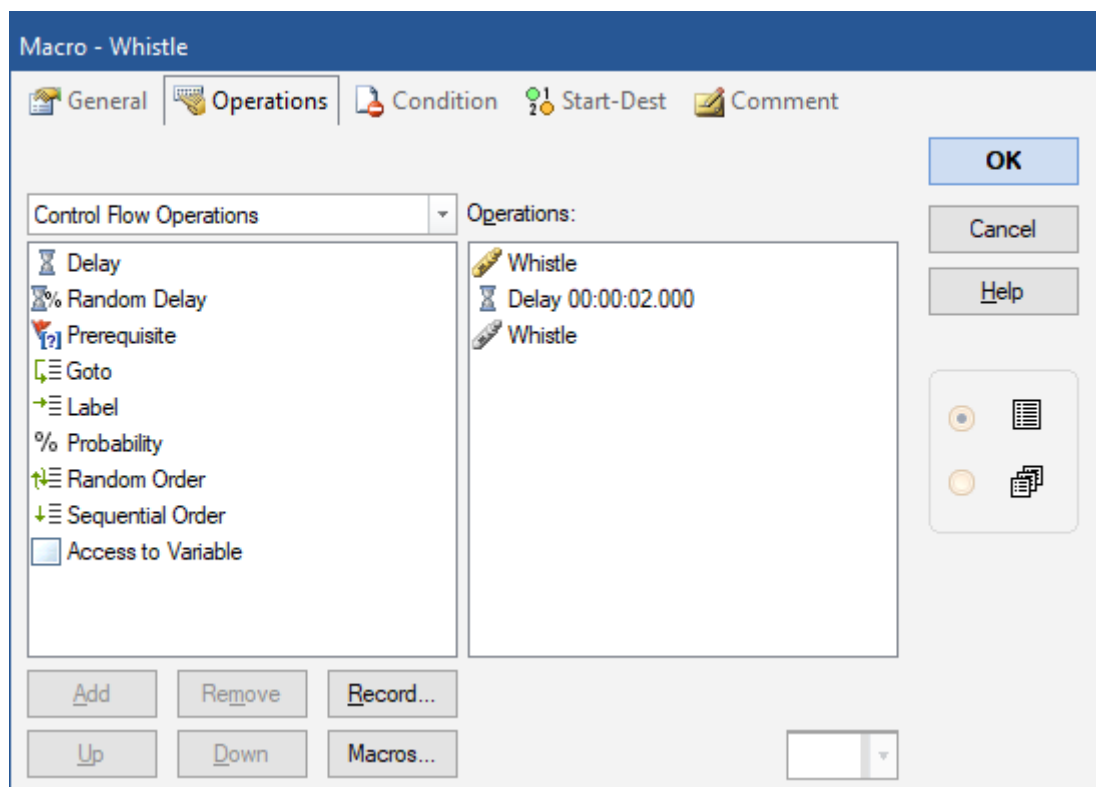 Macro - Whistle
General Operations Condition Start-Dest Comment
OK
Control Flow Operations
Operations:
Cancel
Delay
Random Delay
Prerequisite
Goto
Label
Probability
Random Order
Sequential Order
Access to Variable
Whistle
Delay 00:00:02.000
Whistle
Help
Add Remove Record...
Up Down Macros...